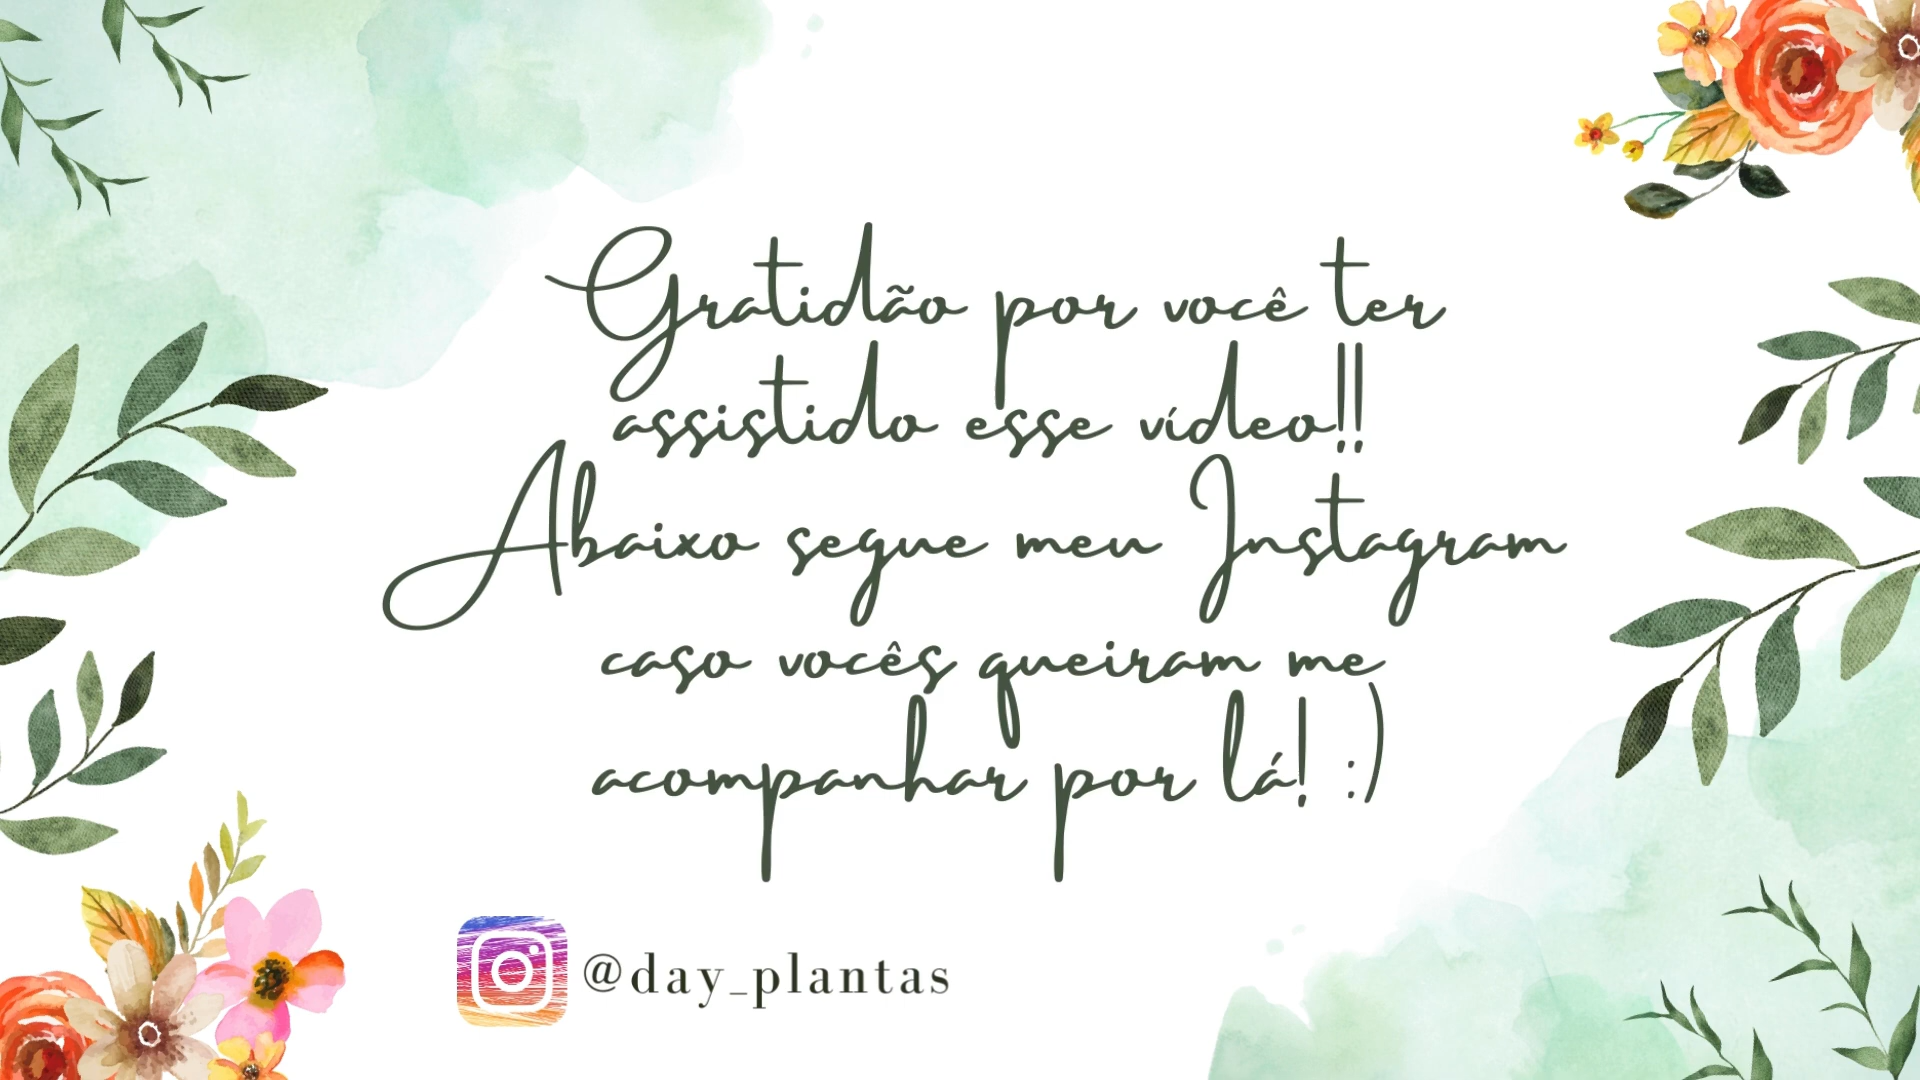 Gratidão por você ter
assistido esse vídeo!!
Abaixo segue meu Instagram
caso vocês queiram me
acompanhar por lá! :)
@day_plantas